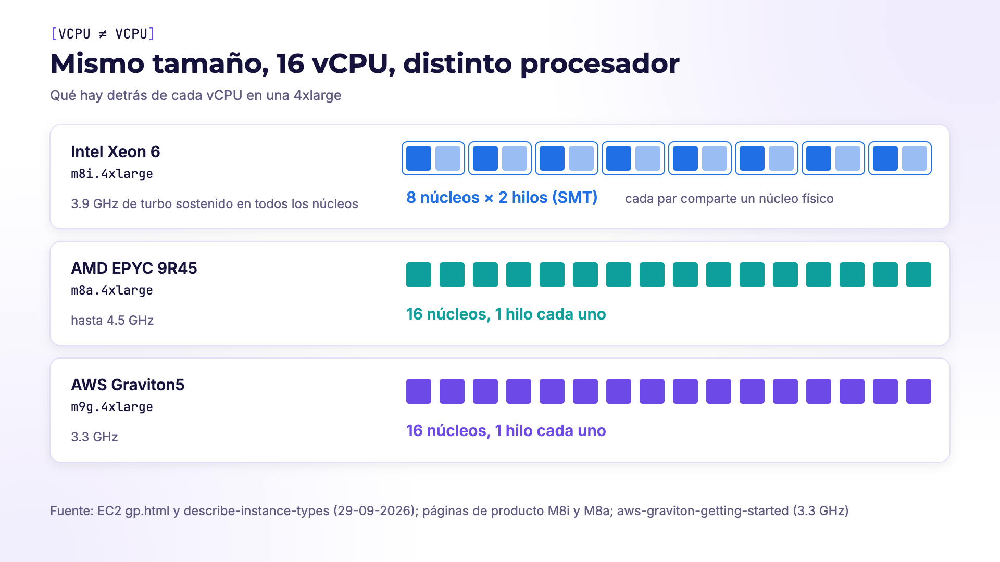 [VCPU ≠ VCPU]
Mismo tamaño, 16 vCPU, distinto procesador
Qué hay detrás de cada vCPU en una 4xlarge
Intel Xeon 6
m8i.4xlarge
3.9 GHz de turbo sostenido en todos los núcleos
8 núcleos × 2 hilos (SMT)
cada par comparte un núcleo físico
AMD EPYC 9R45
m8a.4xlarge
hasta 4.5 GHz
16 núcleos, 1 hilo cada uno
AWS Graviton5
m9g.4xlarge
3.3 GHz
16 núcleos, 1 hilo cada uno
Fuente: EC2 gp.html y describe-instance-types (29-09-2026); páginas de producto M8i y M8a; aws-graviton-getting-started (3.3 GHz)